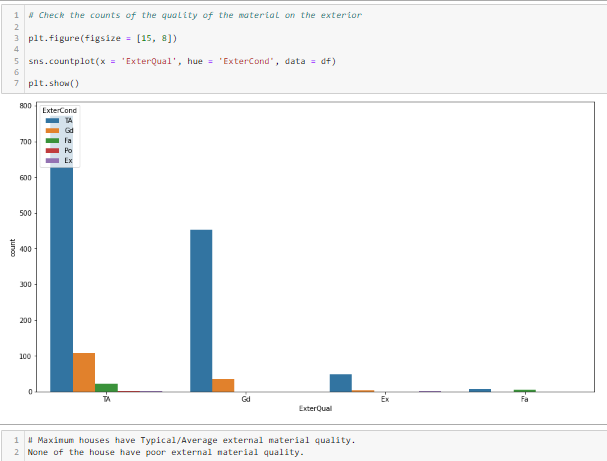 1 # Check the counts of the quality of the material on the exterior
2
3 plt.figure(figsize = [15, 8])
4
5 sns.countplot(x = 'ExterQual', hue = 'ExterCond', data = df)
6
7 plt.show()
ExterCond
TA
Gd
Fa
Po
Ex
800
700
600
500
400
300
200
100
0
count
TA Gd Ex Fa
ExterQual
1 # Maximum houses have Typical/Average external material quality.
2 None of the house have poor external material quality.